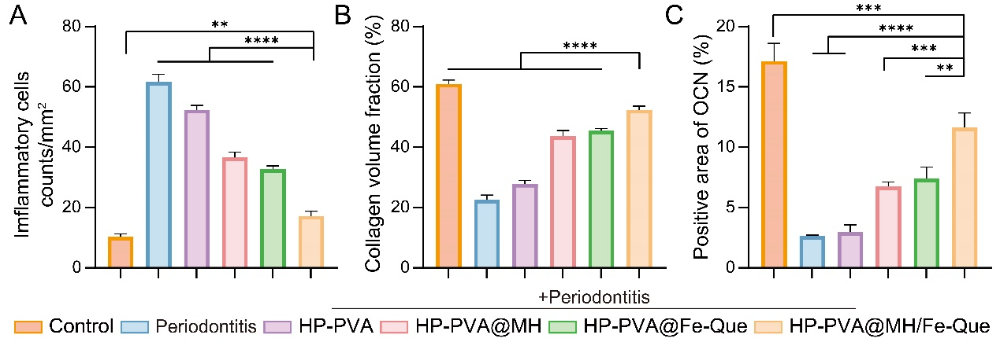 A
Imflammatory cells
counts/mm²
80
60
40
20
0
**
****
B
Collagen volume fraction (%)
80
60
40
20
0
****
C
Positive area of OCN (%)
20
15
10
5
0
***
****
***
**
+Periodontitis
Control Periodontitis HP-PVA HP-PVA@MH HP-PVA@Fe-Que HP-PVA@MH/Fe-Que